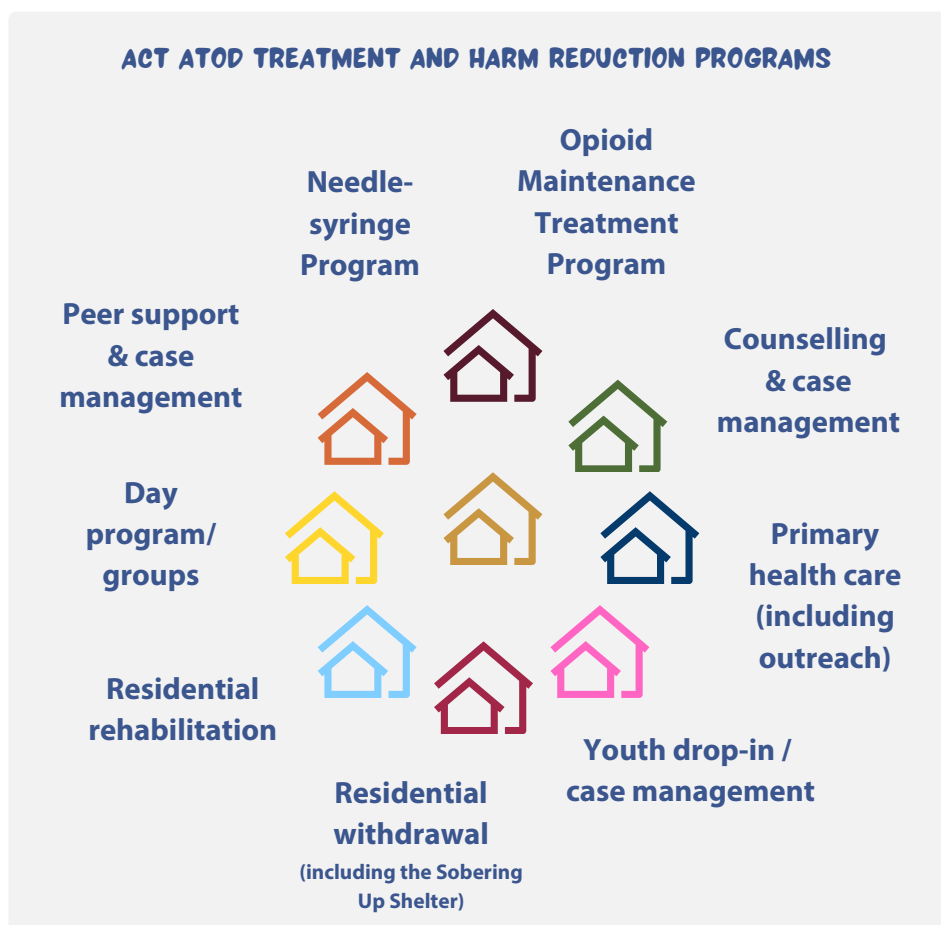 ACT ATOD TREATMENT AND HARM REDUCTION PROGRAMS
Needle-
syringe
Program
Opioid
Maintenance
Treatment
Program
Peer support
& case
management
Counselling
& case
management
Day
program/
groups
Primary
health care
(including
outreach)
Residential
rehabilitation
Youth drop-in /
case management
Residential
withdrawal
(including the Sobering
Up Shelter)